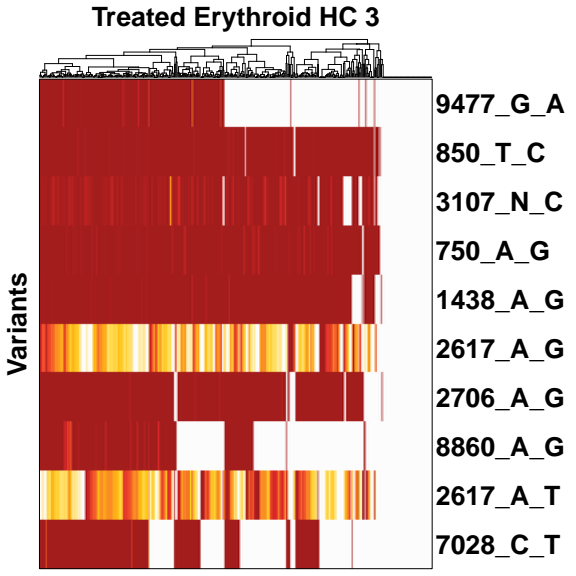 Treated Erythroid HC 3
Variants
9477_G_A
850_T_C
3107_N_C
750_A_G
1438_A_G
2617_A_G
2706_A_G
8860_A_G
2617_A_T
7028_C_T